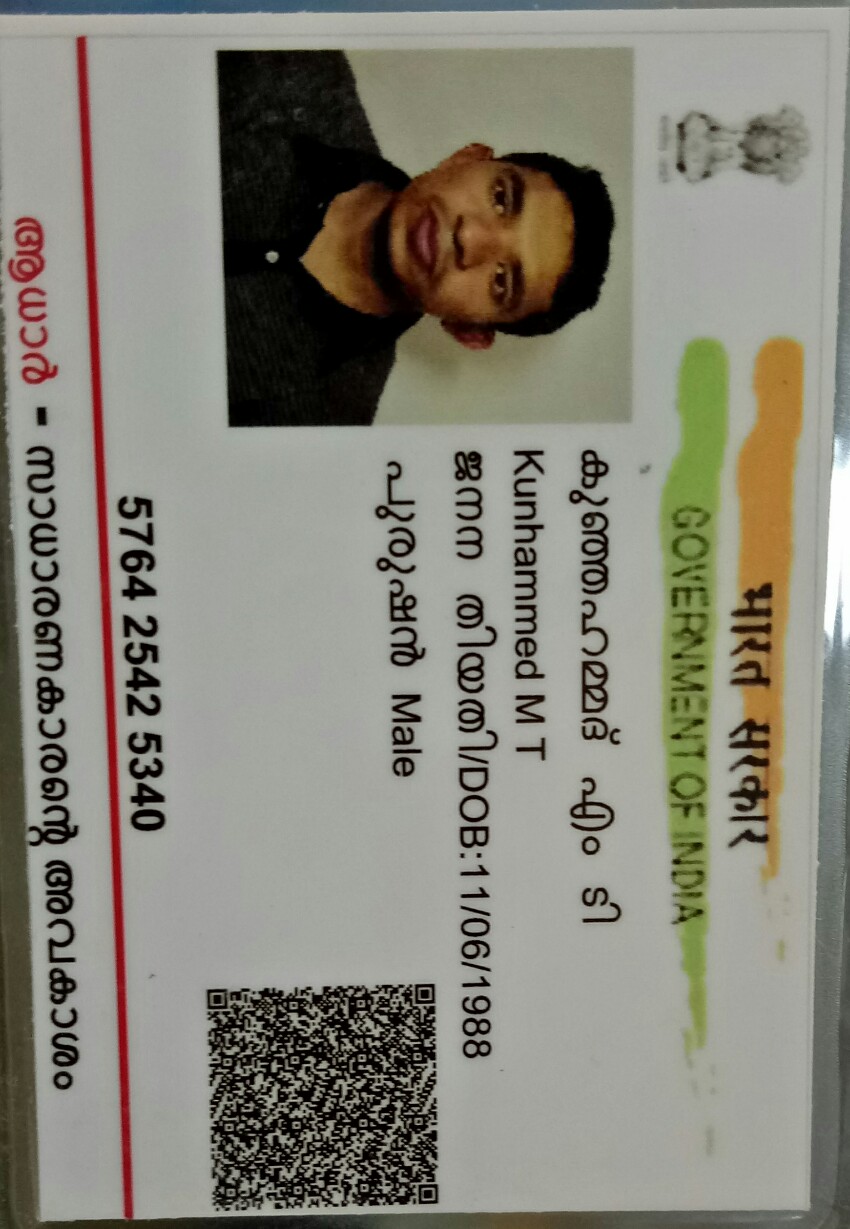 भारत सरकार
GOVERNMENT OF INDIA
കുഞ്ഞഹമ്മദ് എം ടി
Kunhammed M T
ജനന തിയതി/DOB:11/06/1988
പുരുഷൻ Male
5764 2542 5340
ആധാർ - സാധാരണകാരന്റെ അവകാശം